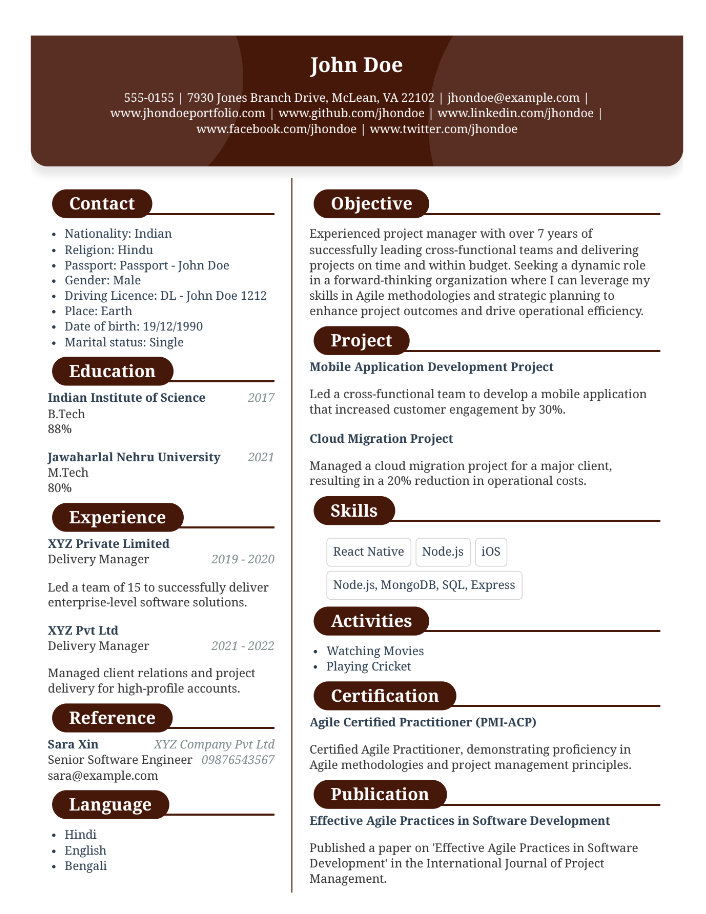 John Doe
555-0155 | 7930 Jones Branch Drive, McLean, VA 22102 | jhondoe@example.com |
www.jhondoeportfolio.com | www.github.com/jhondoe | www.linkedin.com/jhondoe |
www.facebook.com/jhondoe | www.twitter.com/jhondoe
Contact
• Nationality: Indian
• Religion: Hindu
• Passport: Passport - John Doe
• Gender: Male
• Driving Licence: DL - John Doe 1212
• Place: Earth
• Date of birth: 19/12/1990
• Marital status: Single
Education
Indian Institute of Science 2017
B.Tech
88%
Jawaharlal Nehru University 2021
M.Tech
80%
Experience
XYZ Private Limited
Delivery Manager 2019 - 2020
Led a team of 15 to successfully deliver
enterprise-level software solutions.
XYZ Pvt Ltd
Delivery Manager 2021 - 2022
Managed client relations and project
delivery for high-profile accounts.
Reference
Sara Xin XYZ Company Pvt Ltd
Senior Software Engineer 09876543567
sara@example.com
Language
• Hindi
• English
• Bengali
Objective
Experienced project manager with over 7 years of
successfully leading cross-functional teams and delivering
projects on time and within budget. Seeking a dynamic role
in a forward-thinking organization where I can leverage my
skills in Agile methodologies and strategic planning to
enhance project outcomes and drive operational efficiency.
Project
Mobile Application Development Project
Led a cross-functional team to develop a mobile application
that increased customer engagement by 30%.
Cloud Migration Project
Managed a cloud migration project for a major client,
resulting in a 20% reduction in operational costs.
Skills
React Native Node.js iOS
Node.js, MongoDB, SQL, Express
Activities
• Watching Movies
• Playing Cricket
Certification
Agile Certified Practitioner (PMI-ACP)
Certified Agile Practitioner, demonstrating proficiency in
Agile methodologies and project management principles.
Publication
Effective Agile Practices in Software Development
Published a paper on 'Effective Agile Practices in Software
Development' in the International Journal of Project
Management.